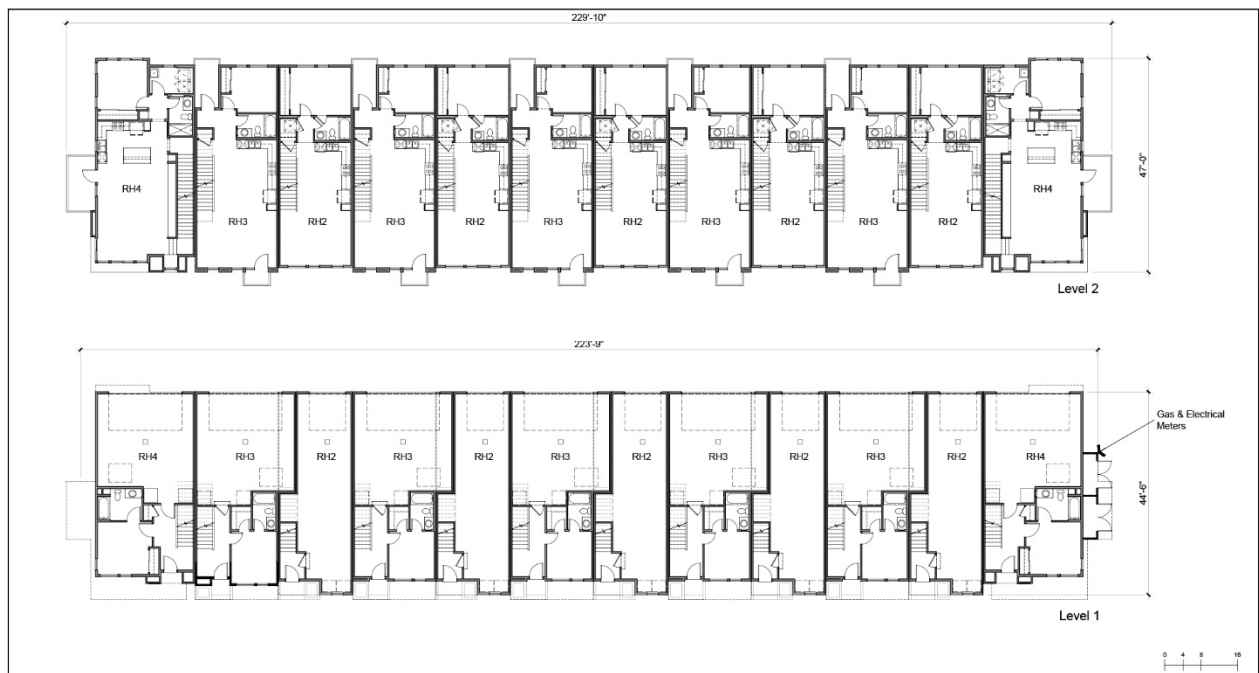 229'-10"
47'-0"
RH4
RH3
RH2
RH3
RH2
RH3
RH2
RH3
RH2
RH3
RH2
RH4
Level 2
223'-9"
Gas & Electrical
Meters
44'-6"
RH4
RH3
RH2
RH3
RH2
RH3
RH2
RH3
RH2
RH3
RH2
RH4
Level 1
0 4 8 16